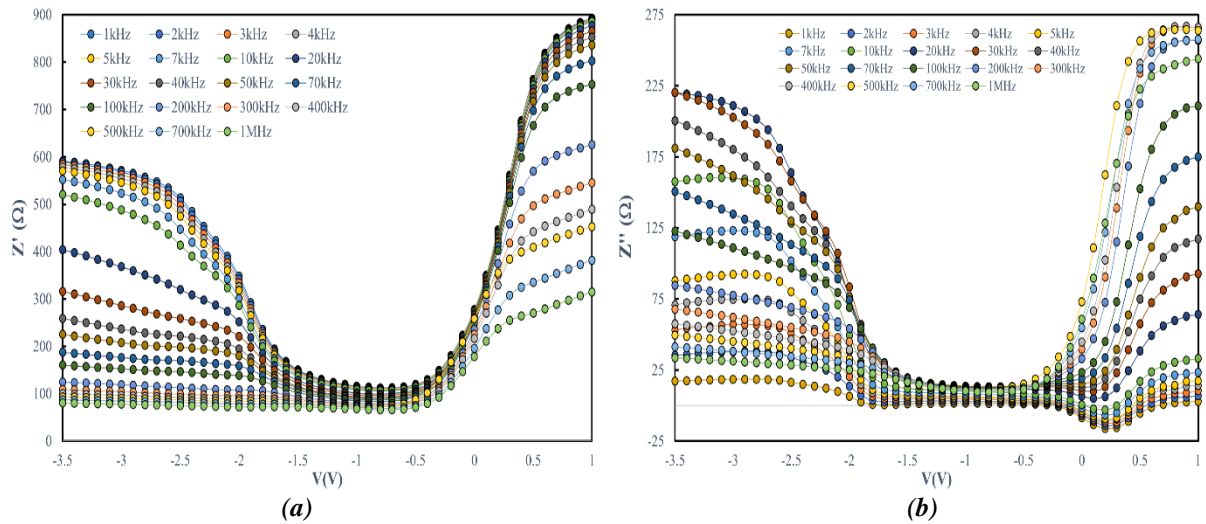 900
800
700
600
500
400
300
200
100
0
Z' (Ω)
1kHz 2kHz 3kHz 4kHz
5kHz 7kHz 10kHz 20kHz
30kHz 40kHz 50kHz 70kHz
100kHz 200kHz 300kHz 400kHz
500kHz 700kHz 1MHz
-3.5 -3 -2.5 -2 -1.5 -1 -0.5 0 0.5 1
V(V)
(a)
275
225
175
125
75
25
-25
Z'' (Ω)
1kHz 2kHz 3kHz 4kHz 5kHz
7kHz 10kHz 20kHz 30kHz 40kHz
50kHz 70kHz 100kHz 200kHz 300kHz
400kHz 500kHz 700kHz 1MHz
-3.5 -3 -2.5 -2 -1.5 -1 -0.5 0 0.5 1
V(V)
(b)